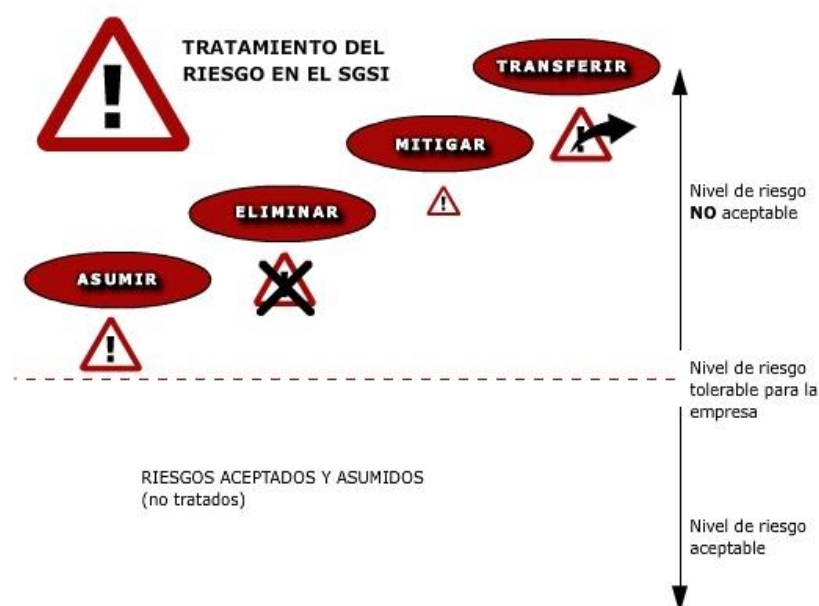 TRATAMIENTO DEL
RIESGO EN EL SGSI
TRANSFERIR
MITIGAR
ELIMINAR
ASUMIR
Nivel de riesgo
NO aceptable
Nivel de riesgo
tolerable para la
empresa
RIESGOS ACEPTADOS Y ASUMIDOS
(no tratados)
Nivel de riesgo
aceptable